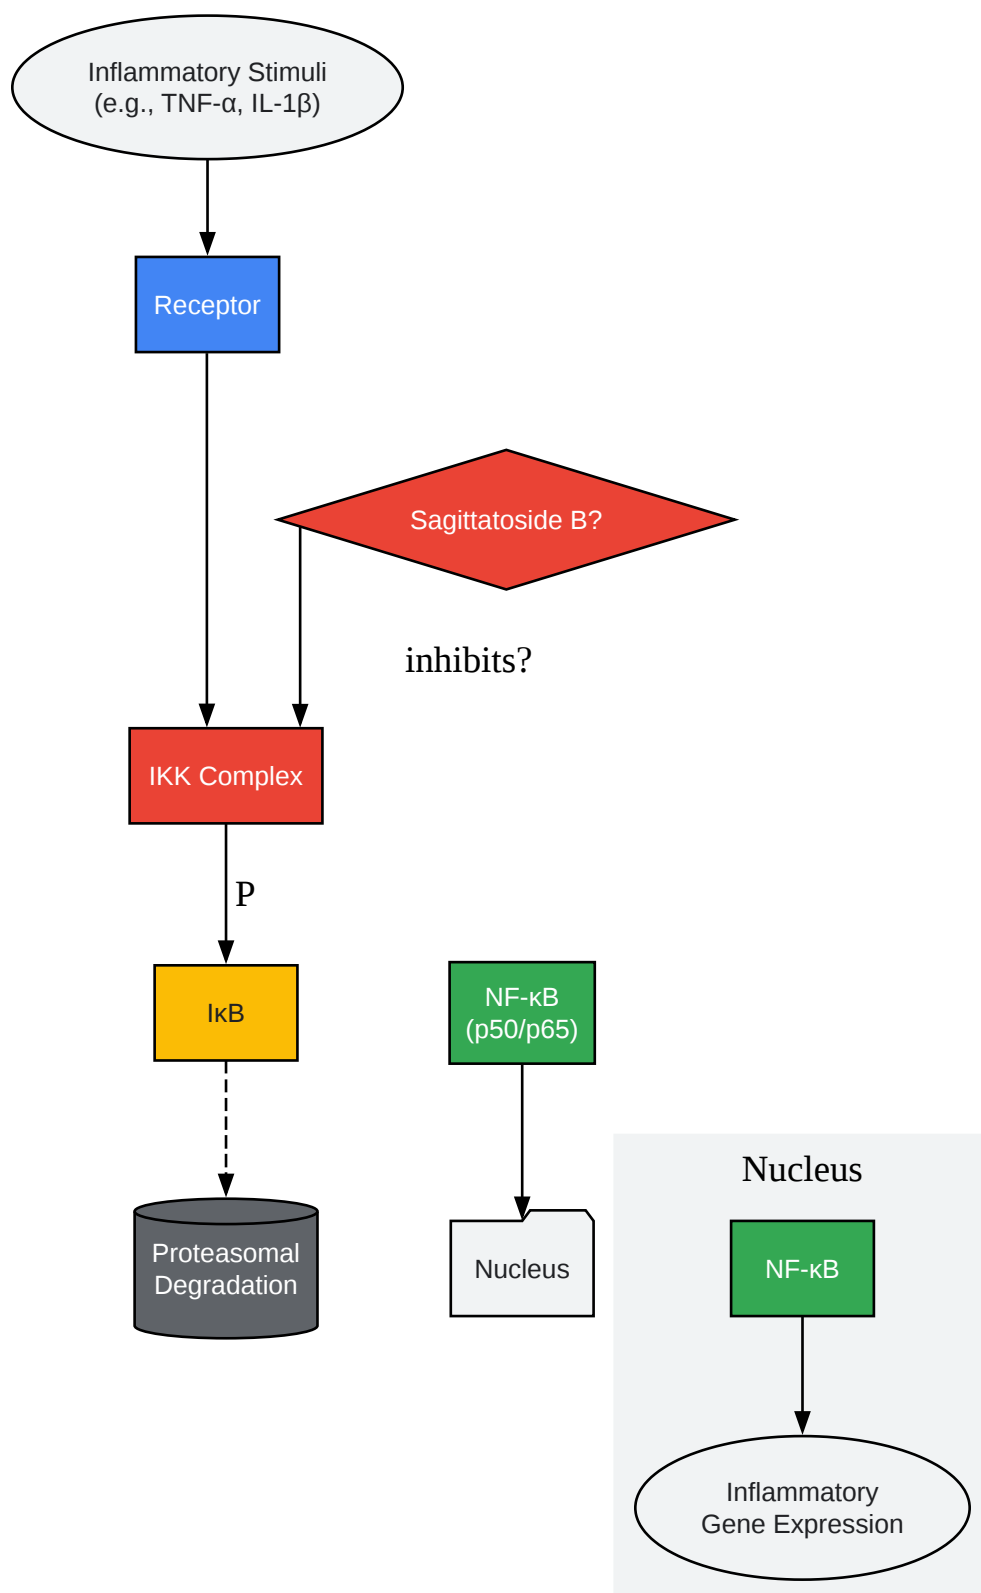 Inflammatory Stimuli
(e.g., TNF-α, IL-1β)
Receptor
Sagittatoside B?
inhibits?
IKK Complex
P
IκB
NF-κB
(p50/p65)
Proteasomal
Degradation
Nucleus
Nucleus
NF-κB
Inflammatory
Gene Expression